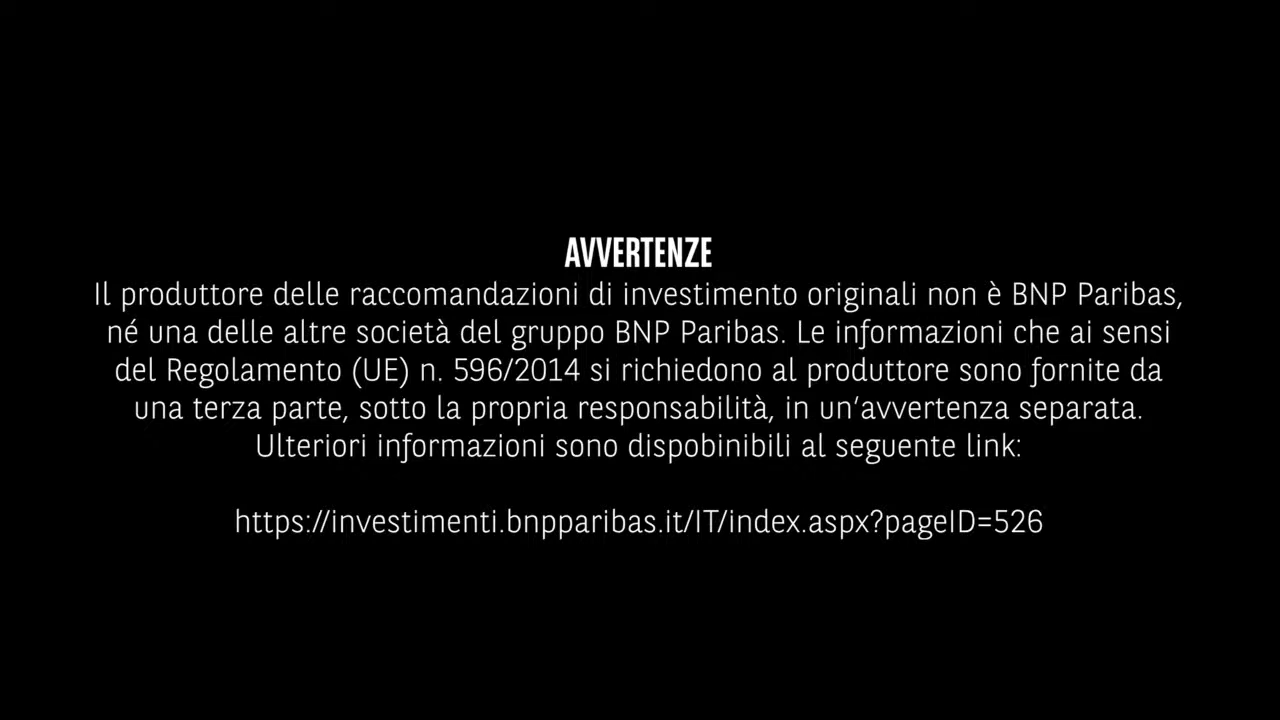 AVVERTENZE
Il produttore delle raccomandazioni di investimento originali non è BNP Paribas,
né una delle altre società del gruppo BNP Paribas. Le informazioni che ai sensi
del Regolamento (UE) n. 596/2014 si richiedono al produttore sono fornite da
una terza parte, sotto la propria responsabilità, in un’avvertenza separata.
Ulteriori informazioni sono dispobinibili al seguente link:
https://investimenti.bnpparibas.it/IT/index.aspx?pageID=526